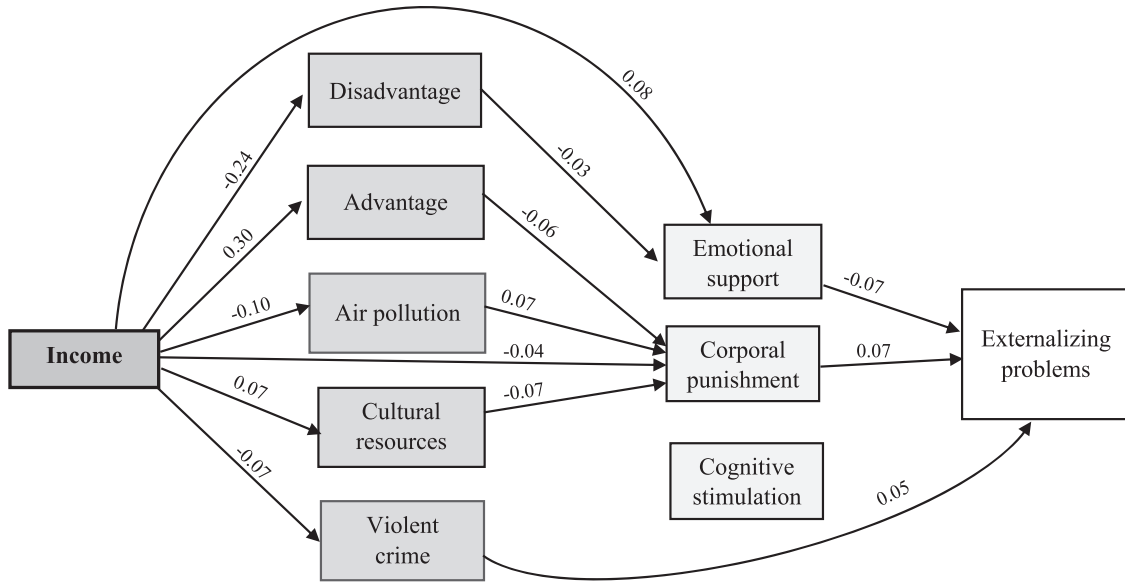 0.08
Disadvantage
-0.24
-0.03
Advantage
0.30
-0.06
Emotional
support
-0.10
Air pollution
0.07
-0.07
Income
-0.04
Corporal
punishment
0.07
Externalizing
problems
0.07
Cultural
resources
-0.07
-0.07
Cognitive
stimulation
Violent
crime
0.05